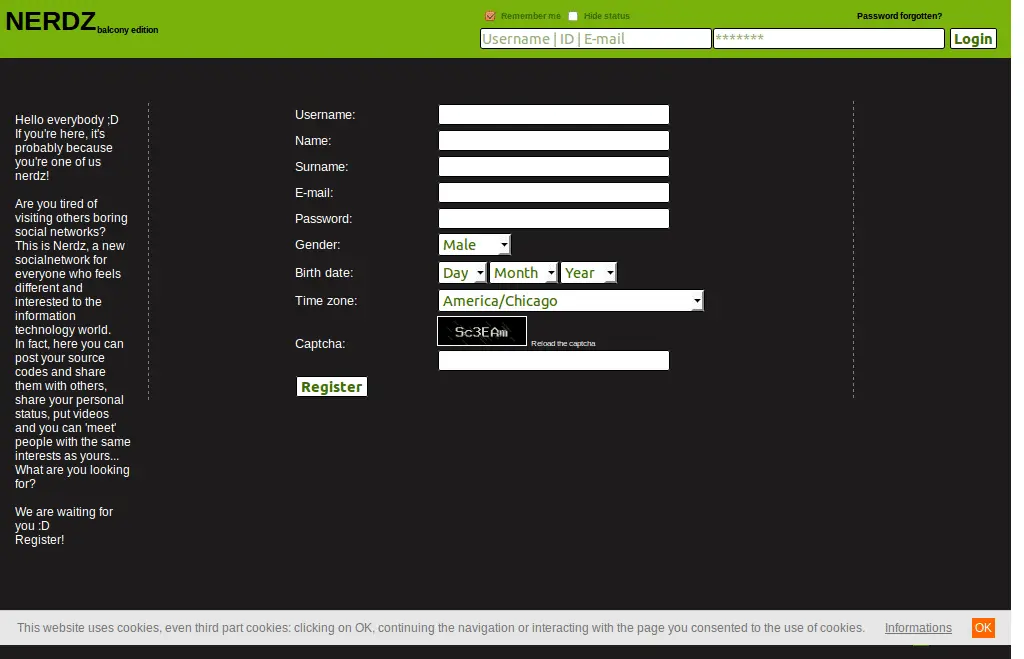 NERDZ balcony edition
Remember me Hide status Password forgotten?
Username | ID | E-mail ******* Login
Hello everybody ;D
If you're here, it's
probably because
you're one of us
nerdz!
Are you tired of
visiting others boring
social networks?
This is Nerdz, a new
socialnetwork for
everyone who feels
different and
interested to the
information
technology world.
In fact, here you can
post your source
codes and share
them with others,
share your personal
status, put videos
and you can 'meet'
people with the same
interests as yours...
What are you looking
for?
We are waiting for
you :D
Register!
Username:
Name:
Surname:
E-mail:
Password:
Gender: Male
Birth date: Day Month Year
Time zone: America/Chicago
Sc3EAm
Captcha: Reload the captcha
Register
This website uses cookies, even third part cookies: clicking on OK, continuing the navigation or interacting with the page you consented to the use of cookies. Informations OK